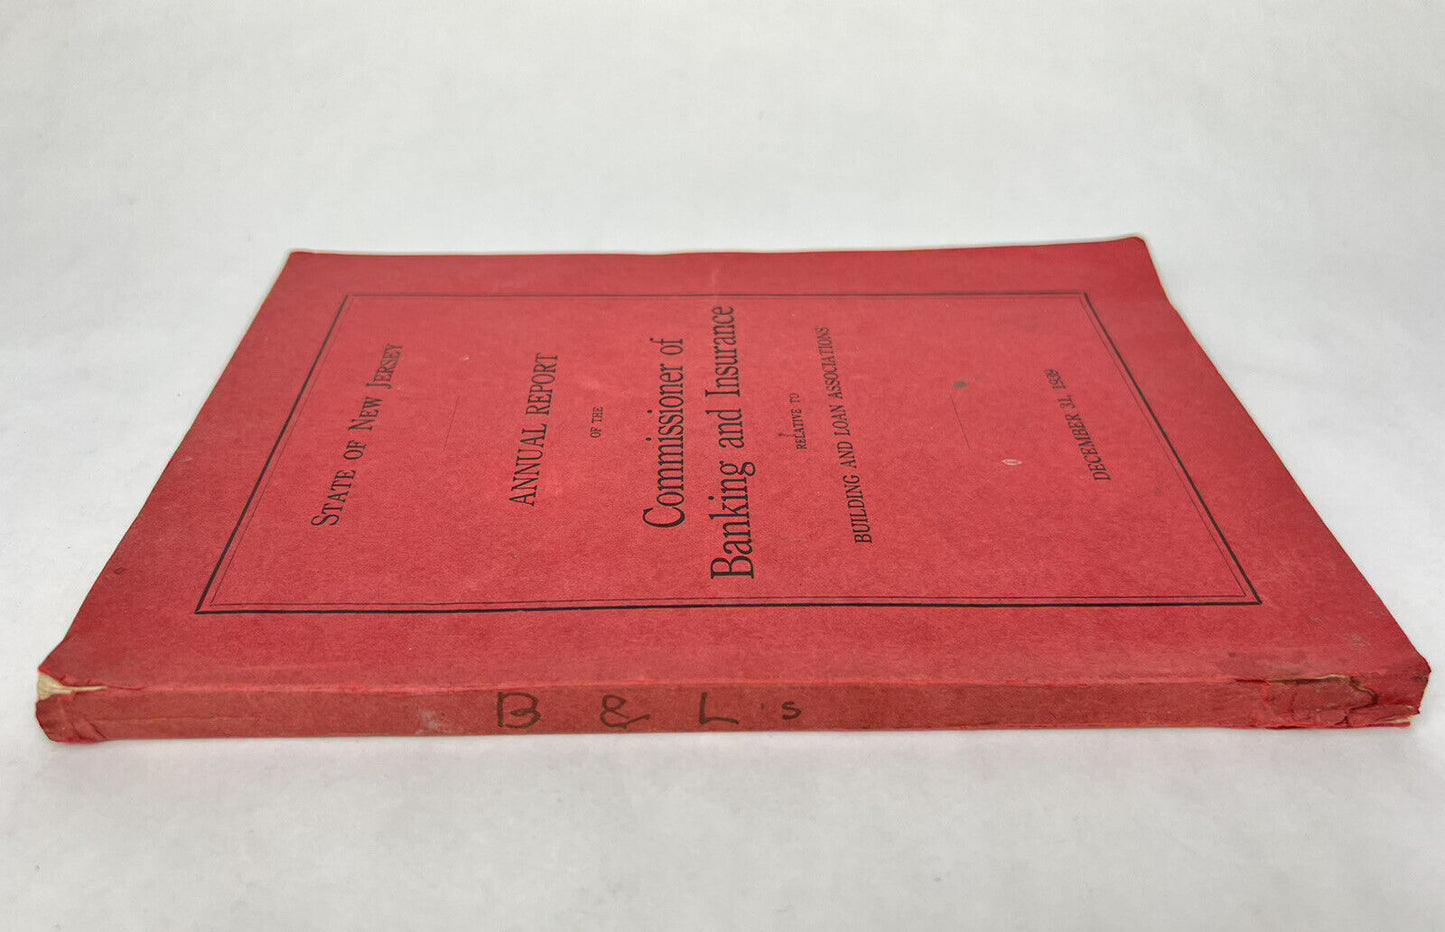 STATE OF NEW JERSEY
ANNUAL REPORT
OF THE
Commissioner of
Banking and Insurance
RELATIVE TO
BUILDING AND LOAN ASSOCIATIONS
DECEMBER 31, 1939
B & L's